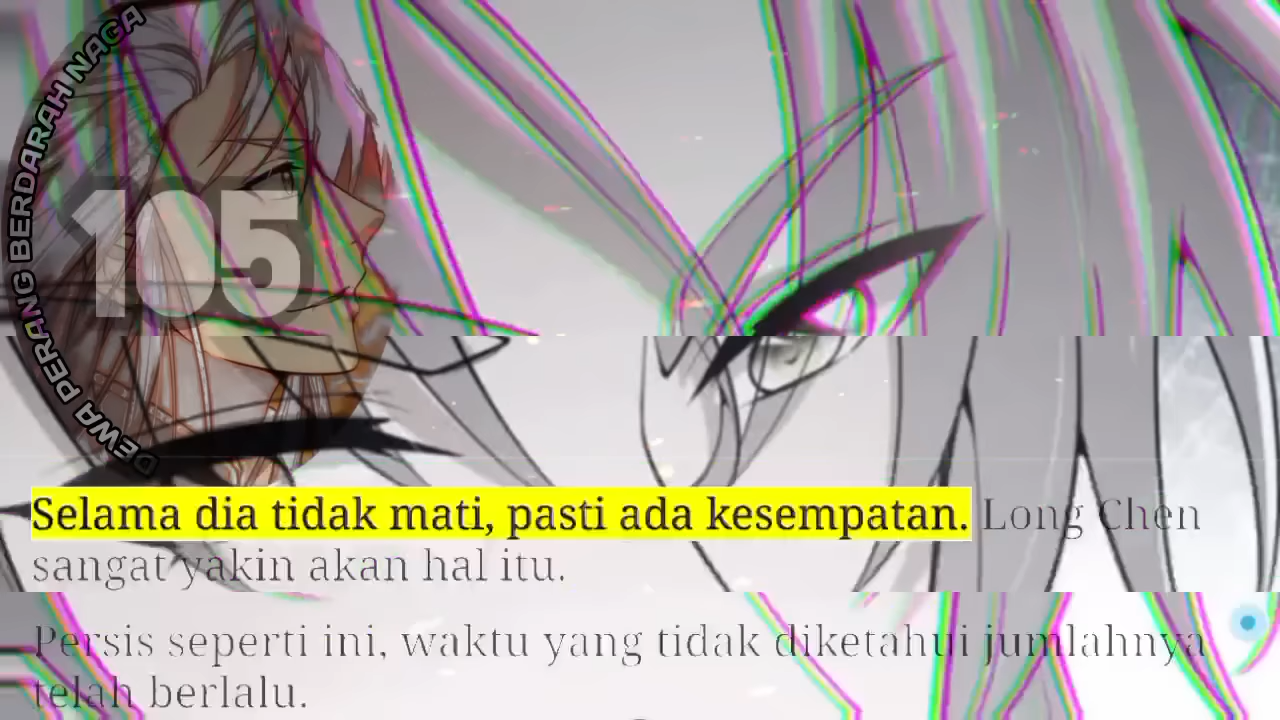 DEWA PERANG BERDARAH NAGA
105
Selama dia tidak mati, pasti ada kesempatan. Long Chen
sangat yakin akan hal itu.
Persis seperti ini, waktu yang tidak diketahui jumlahnya
telah berlalu.